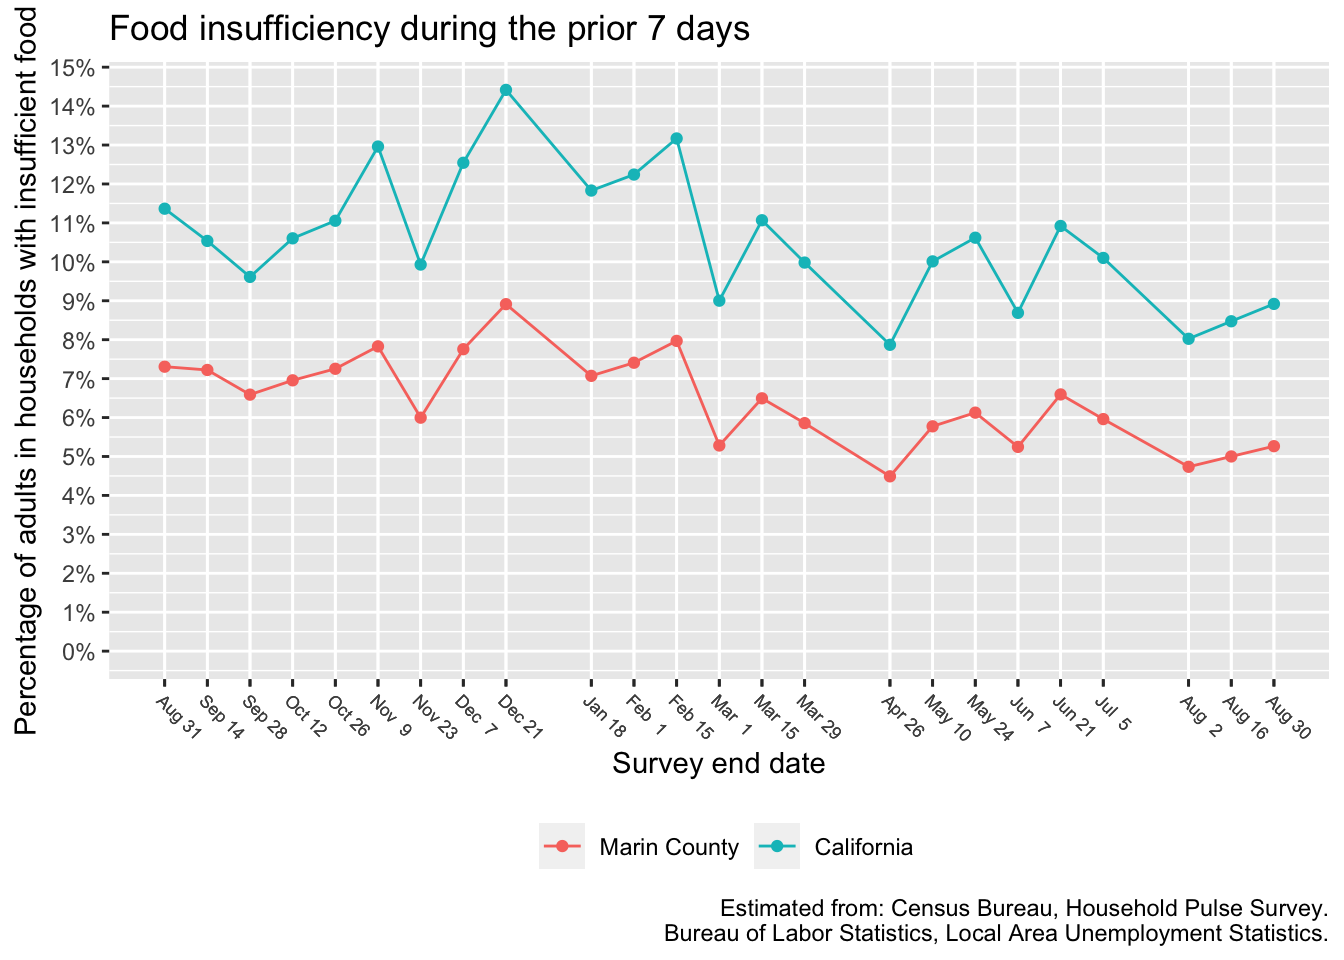 Food insufficiency during the prior 7 days
Percentage of adults in households with insufficient food
15%
14%
13%
12%
11%
10%
9%
8%
7%
6%
5%
4%
3%
2%
1%
0%
Aug 31
Sep 14
Sep 28
Oct 12
Oct 26
Nov 9
Nov 23
Dec 7
Dec 21
Jan 18
Feb 1
Feb 15
Mar 1
Mar 15
Mar 29
Apr 26
May 10
May 24
Jun 7
Jun 21
Jul 5
Aug 2
Aug 16
Aug 30
Survey end date
Marin County
California
Estimated from: Census Bureau, Household Pulse Survey.
Bureau of Labor Statistics, Local Area Unemployment Statistics.